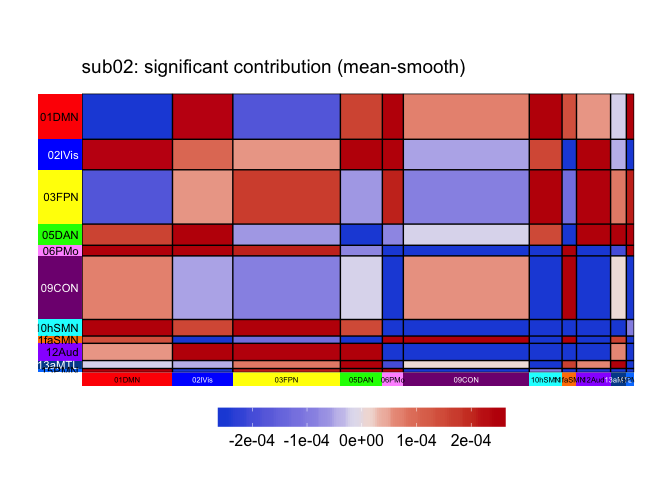 sub02: significant contribution (mean-smooth)
01DMN
02lVis
03FPN
05DAN
06PMo
09CON
10hSMN
1faSMN
12Aud
13aMTL
01DMN
02lVis
03FPN
05DAN
06PMo
09CON
10hSMN
-2e-04 -1e-04 0e+00 1e-04 2e-04